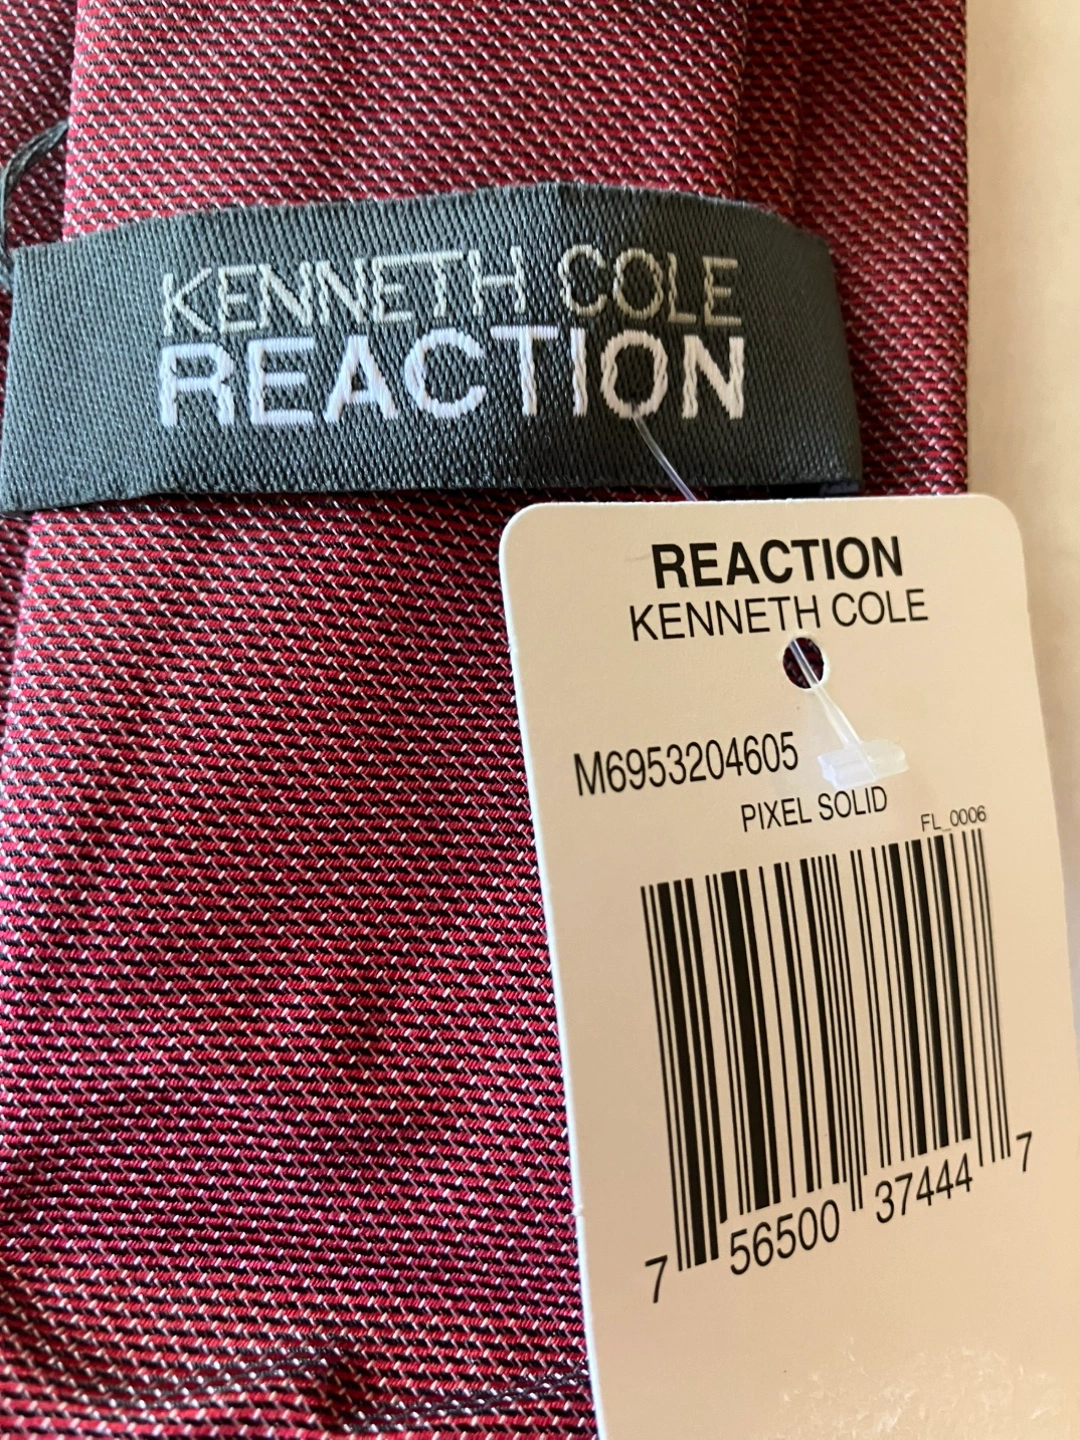 KENNETH COLE
REACTION
REACTION
KENNETH COLE
M6953204605
PIXEL SOLID
FL_0006
7 56500 37444 7